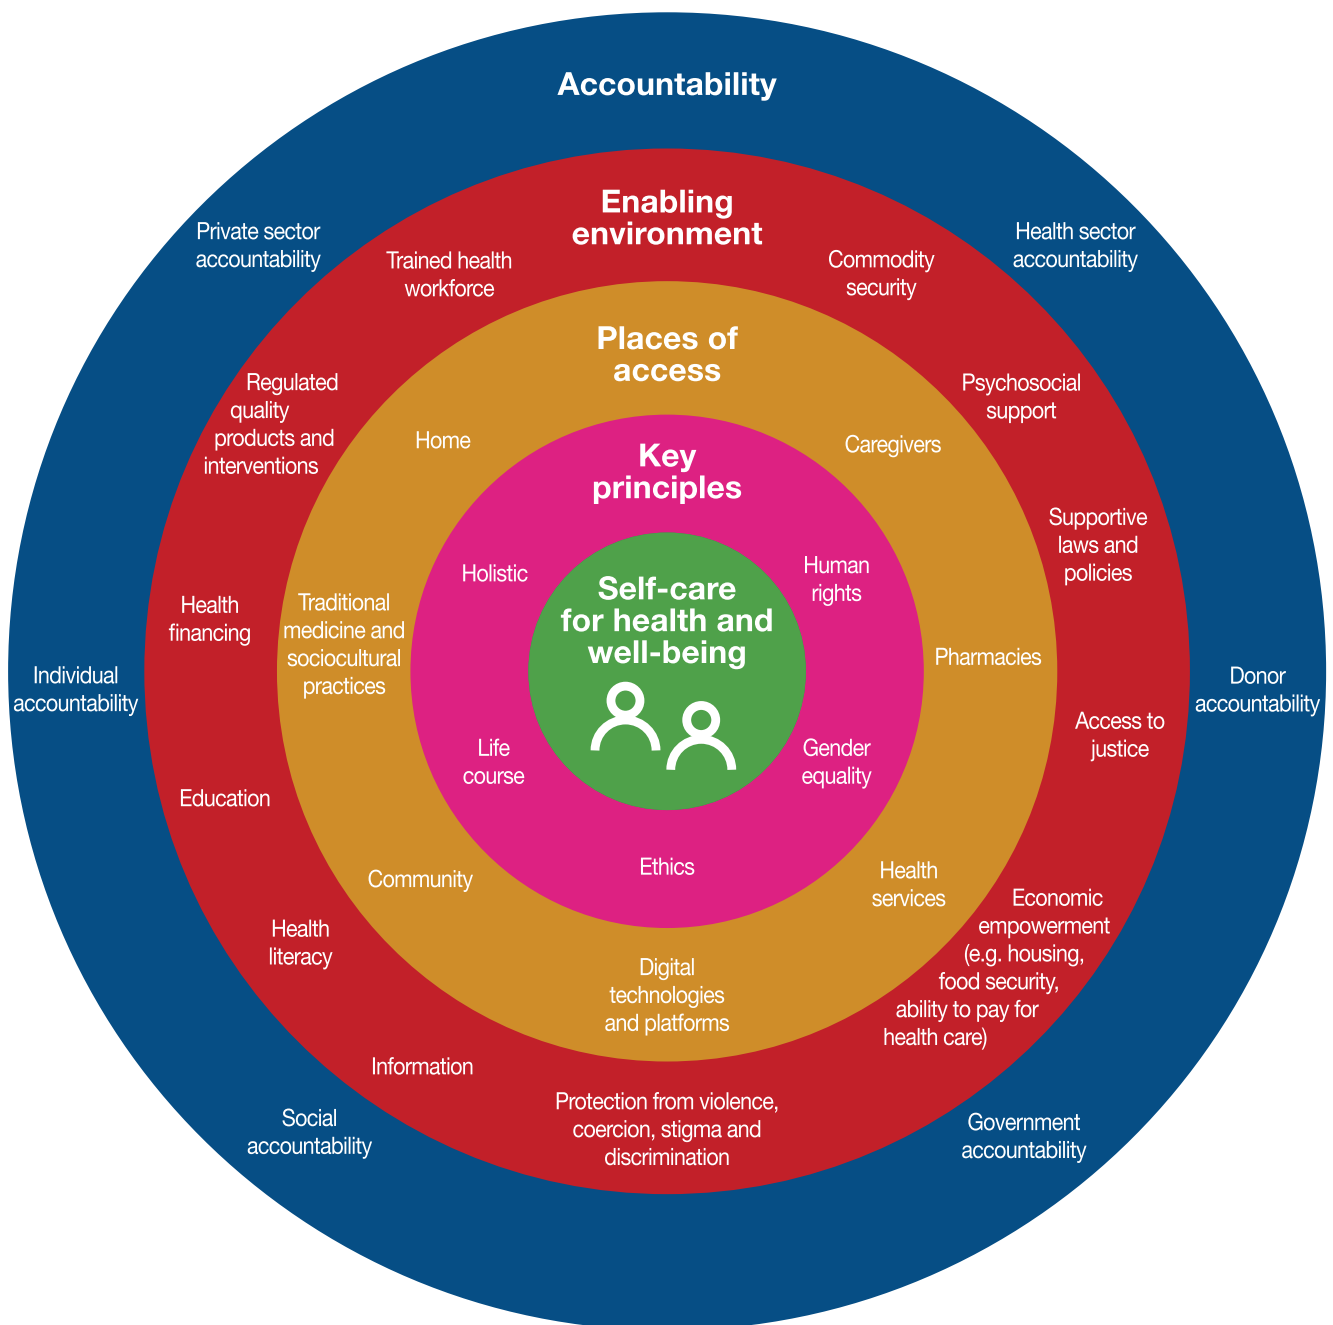 Accountability
Private sector
accountability
Health sector
accountability
Donor
accountability
Government
accountability
Social
accountability
Individual
accountability
Enabling
environment
Trained health
workforce
Commodity
security
Psychosocial
support
Supportive
laws and
policies
Access to
justice
Economic
empowerment
(e.g. housing,
food security,
ability to pay for
health care)
Protection from violence,
coercion, stigma and
discrimination
Information
Health
literacy
Education
Health
financing
Regulated
quality
products and
interventions
Places of
access
Home
Caregivers
Pharmacies
Health
services
Digital
technologies
and platforms
Community
Traditional
medicine and
sociocultural
practices
Key
principles
Holistic
Human
rights
Gender
equality
Ethics
Life
course
Self-care
for health and
well-being